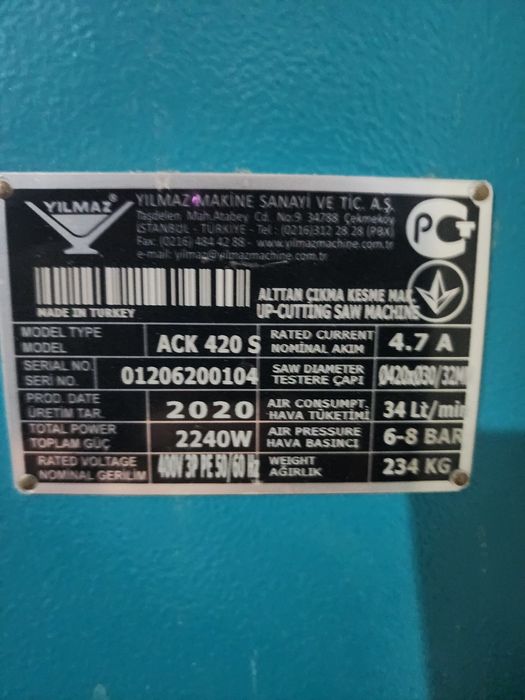 YILMAZ®
YILMAZ MAKİNE SANAYİ VE TİC. A.Ş.
Taşdelen Mah.Atabey Cd. No:9 34788 Çekmeköy
İSTANBUL - TÜRKİYE - Tel : (0216)312 28 28 (PBX)
Fax: (0216) 484 42 88 - www.yilmazmachine.com.tr
e-mail: yilmaz@yilmazmachine.com.tr
PCT
MADE IN TURKEY
ALTTAN ÇIKMA KESME MAK.
UP-CUTTING SAW MACHINE
MODEL TYPE
MODEL
ACK 420 S
RATED CURRENT
NOMİNAL AKIM
4.7 A
SERIAL NO.
SERİ NO.
01206200104
SAW DIAMETER
TESTERE ÇAPI
Ø420xØ30/32MM
PROD. DATE
ÜRETİM TAR.
2020
AIR CONSUMPT.
HAVA TÜKETİMİ
34 Lt/min
TOTAL POWER
TOPLAM GÜÇ
2240W
AIR PRESSURE
HAVA BASINCI
6-8 BAR
RATED VOLTAGE
NOMİNAL GERİLİM
400V 3P PE 50/60 Hz
WEIGHT
AĞIRLIK
234 KG